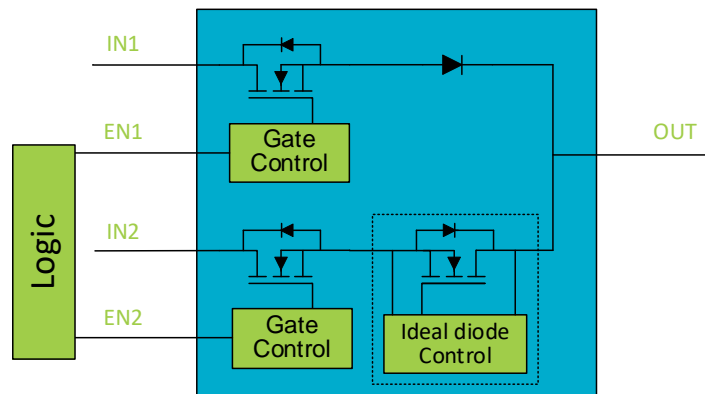 IN1
EN1
Gate
Control
OUT
Logic
IN2
EN2
Gate
Control
Ideal diode
Control